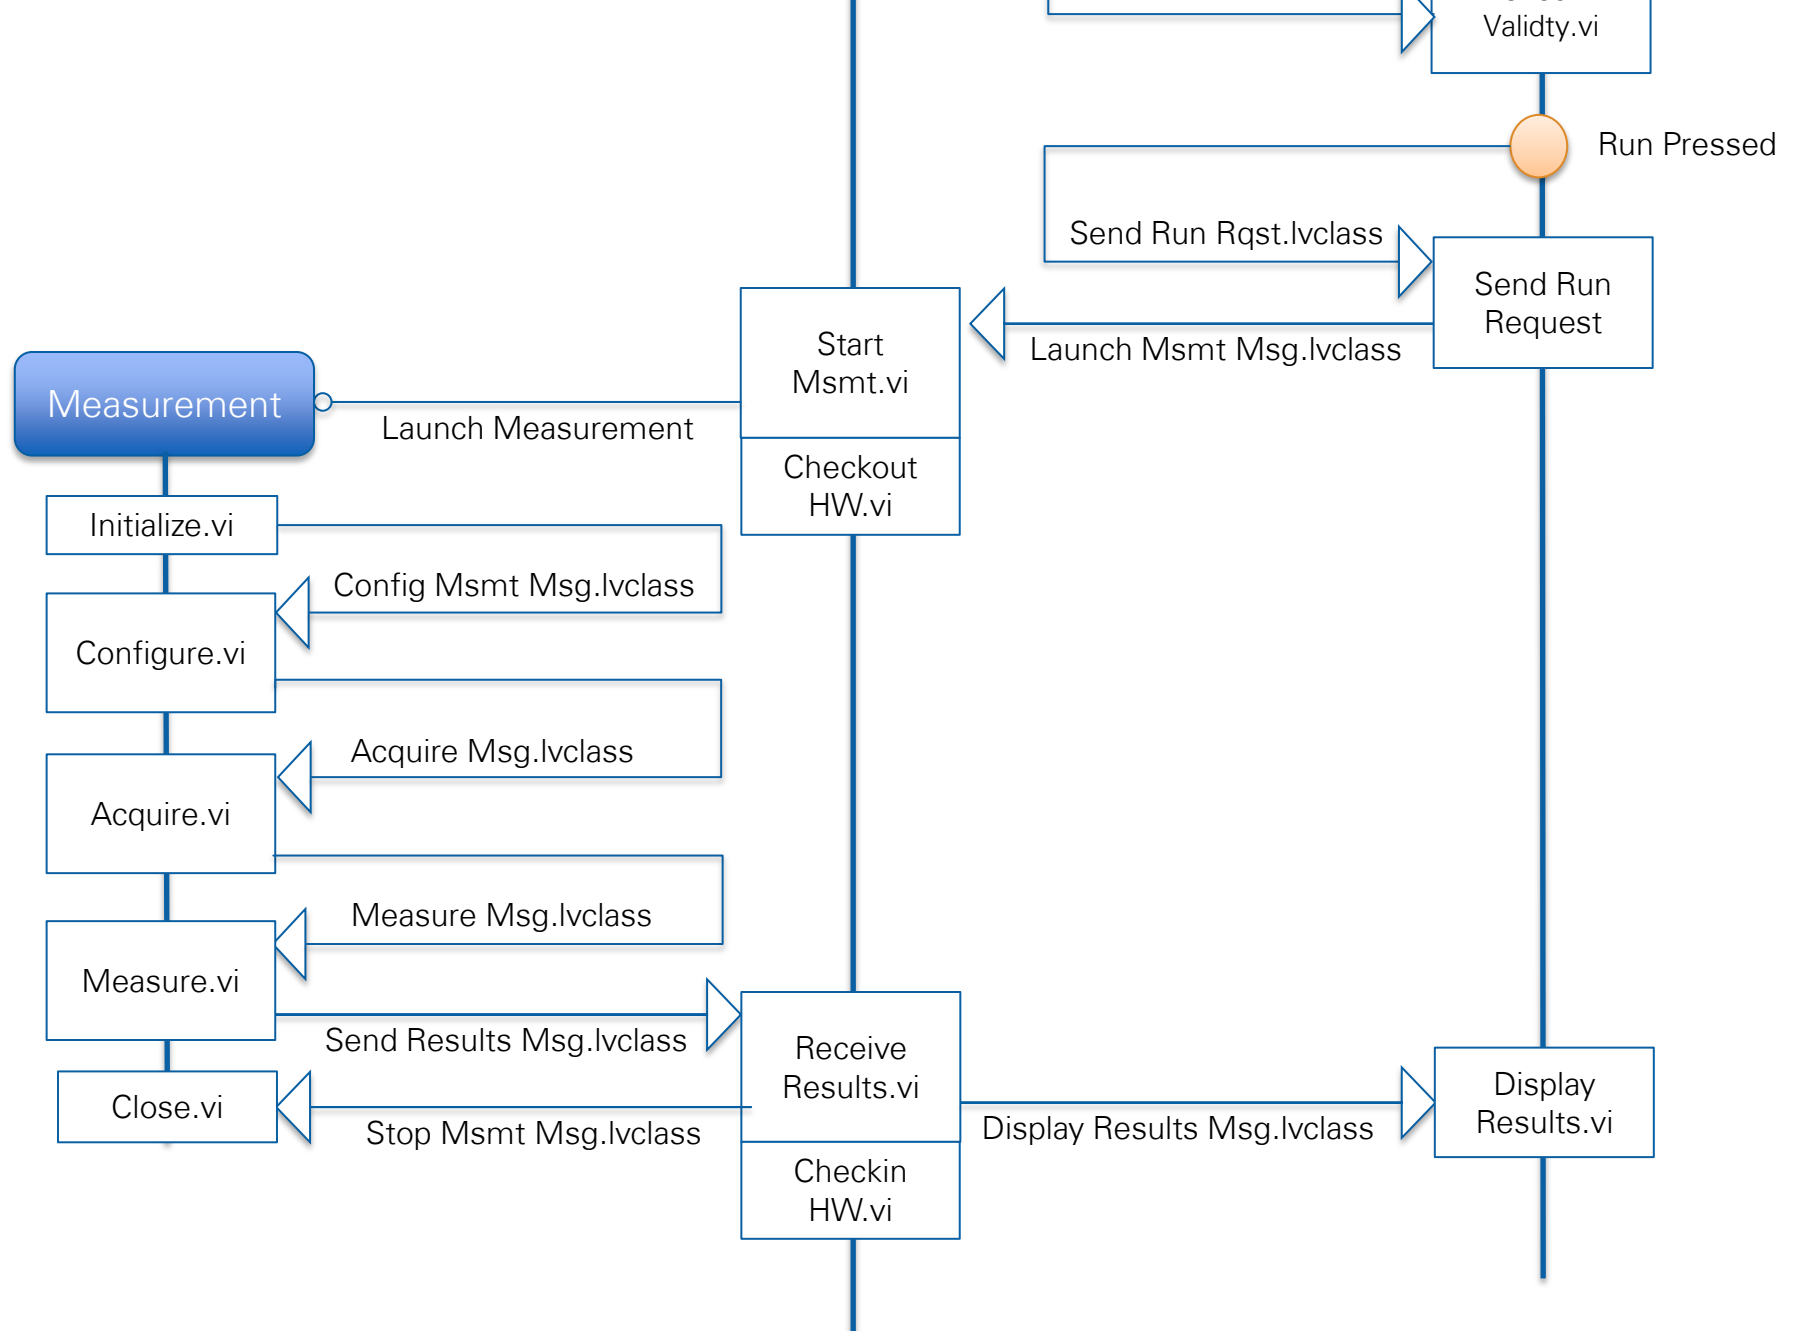 Validty.vi
Run Pressed
Send Run Rqst.lvclass
Send Run
Request
Start
Msmt.vi
Launch Msmt Msg.lvclass
Measurement
Launch Measurement
Checkout
HW.vi
Initialize.vi
Config Msmt Msg.lvclass
Configure.vi
Acquire Msg.lvclass
Acquire.vi
Measure Msg.lvclass
Measure.vi
Send Results Msg.lvclass
Receive
Results.vi
Close.vi
Stop Msmt Msg.lvclass
Display Results Msg.lvclass
Display
Results.vi
Checkin
HW.vi